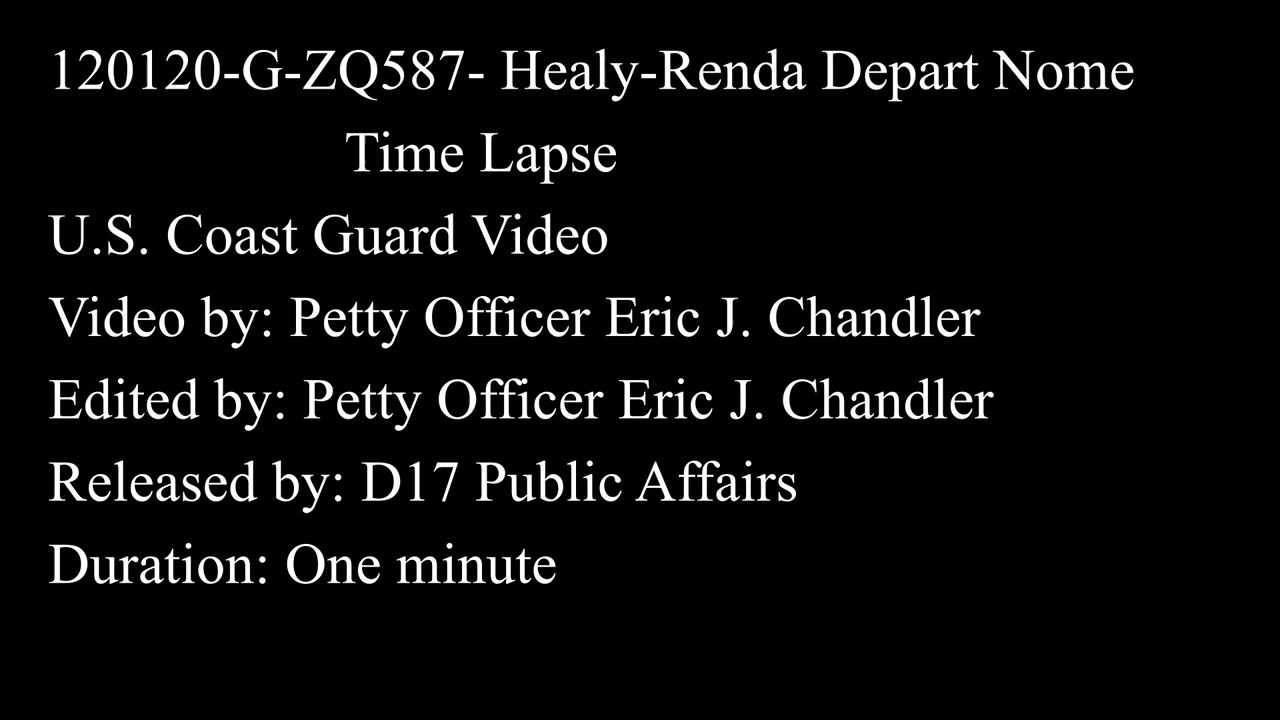 120120-G-ZQ587- Healy-Renda Depart Nome
Time Lapse
U.S. Coast Guard Video
Video by: Petty Officer Eric J. Chandler
Edited by: Petty Officer Eric J. Chandler
Released by: D17 Public Affairs
Duration: One minute